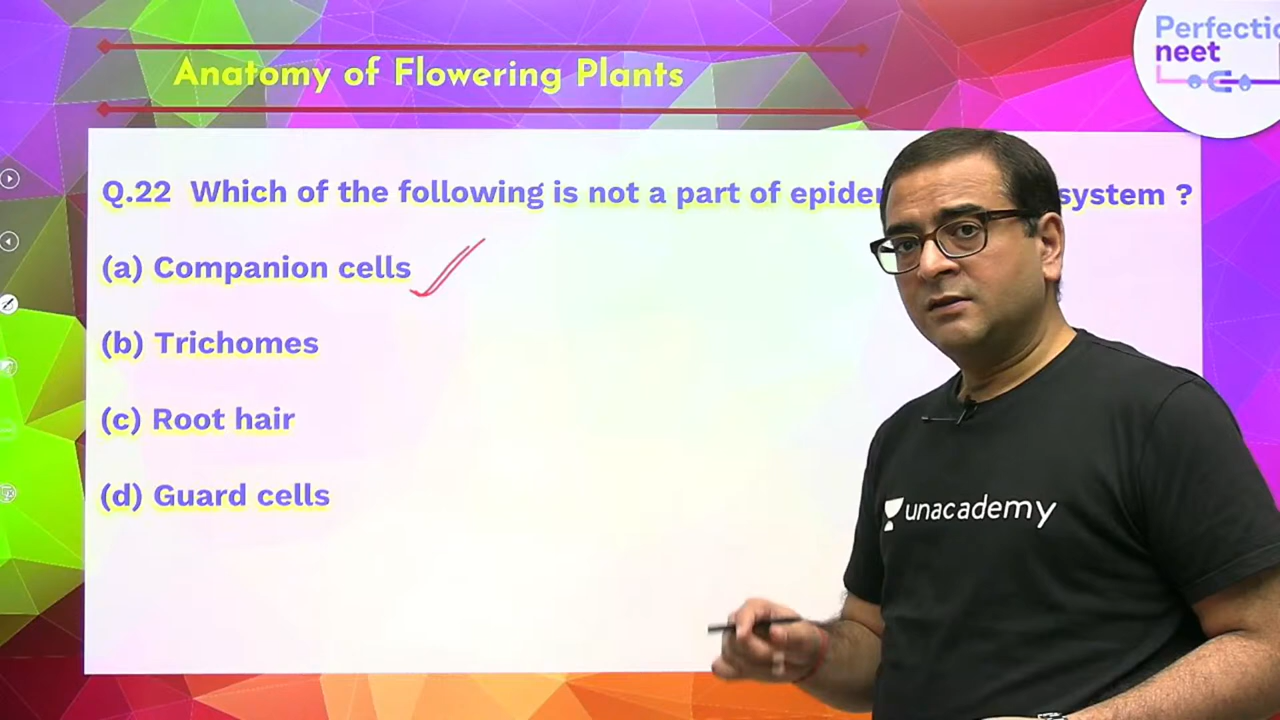 Perfectio
neet
Anatomy of Flowering Plants
Q.22 Which of the following is not a part of epider system ?
(a) Companion cells
(b) Trichomes
(c) Root hair
(d) Guard cells
unacademy